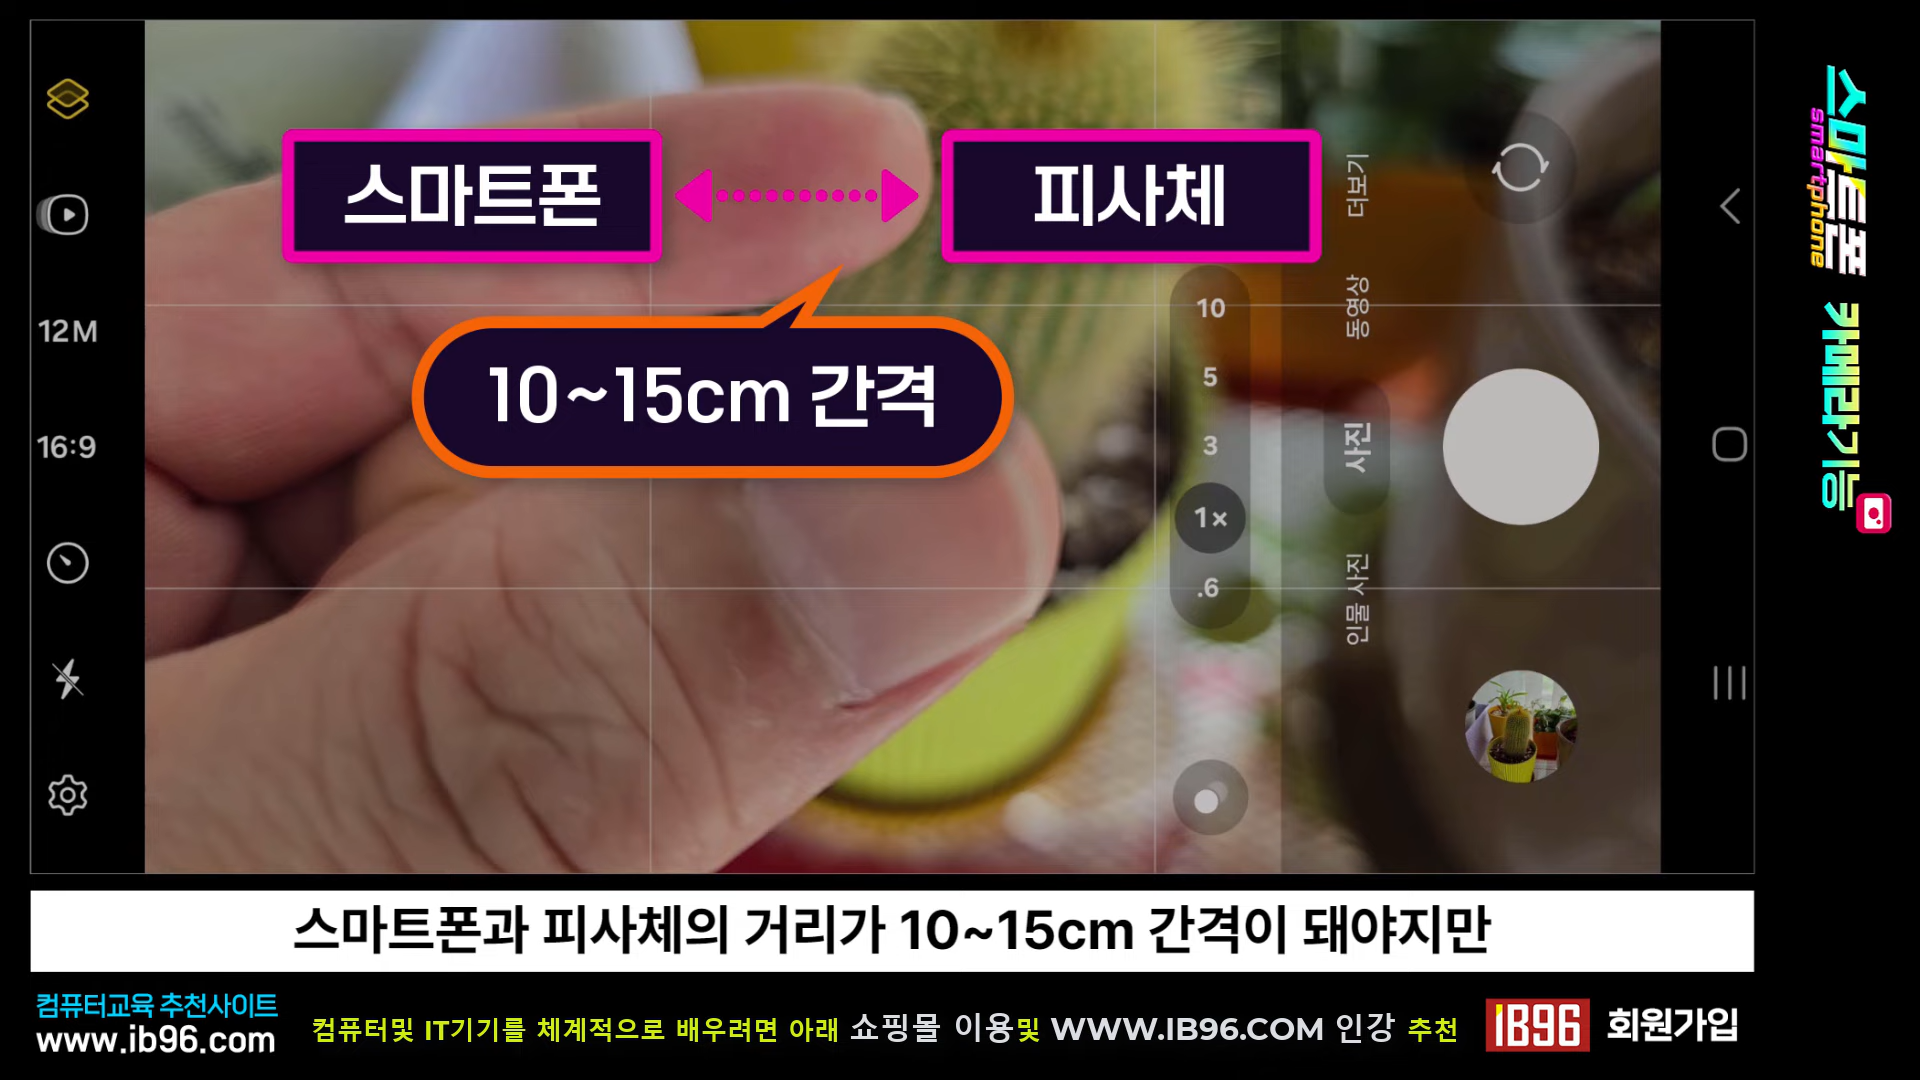 스마트폰
피사체
10~15cm 간격
12M
16:9
10
5
3
1×
.6
더보기
동영상
사진
인물 사진
스마트폰
smartphone
카메라기능
스마트폰과 피사체의 거리가 10~15cm 간격이 돼야지만
컴퓨터교육 추천사이트
www.ib96.com
컴퓨터및 IT기기를 체계적으로 배우려면 아래 쇼핑몰 이용및 WWW.IB96.COM 인강 추천
IB96 회원가입